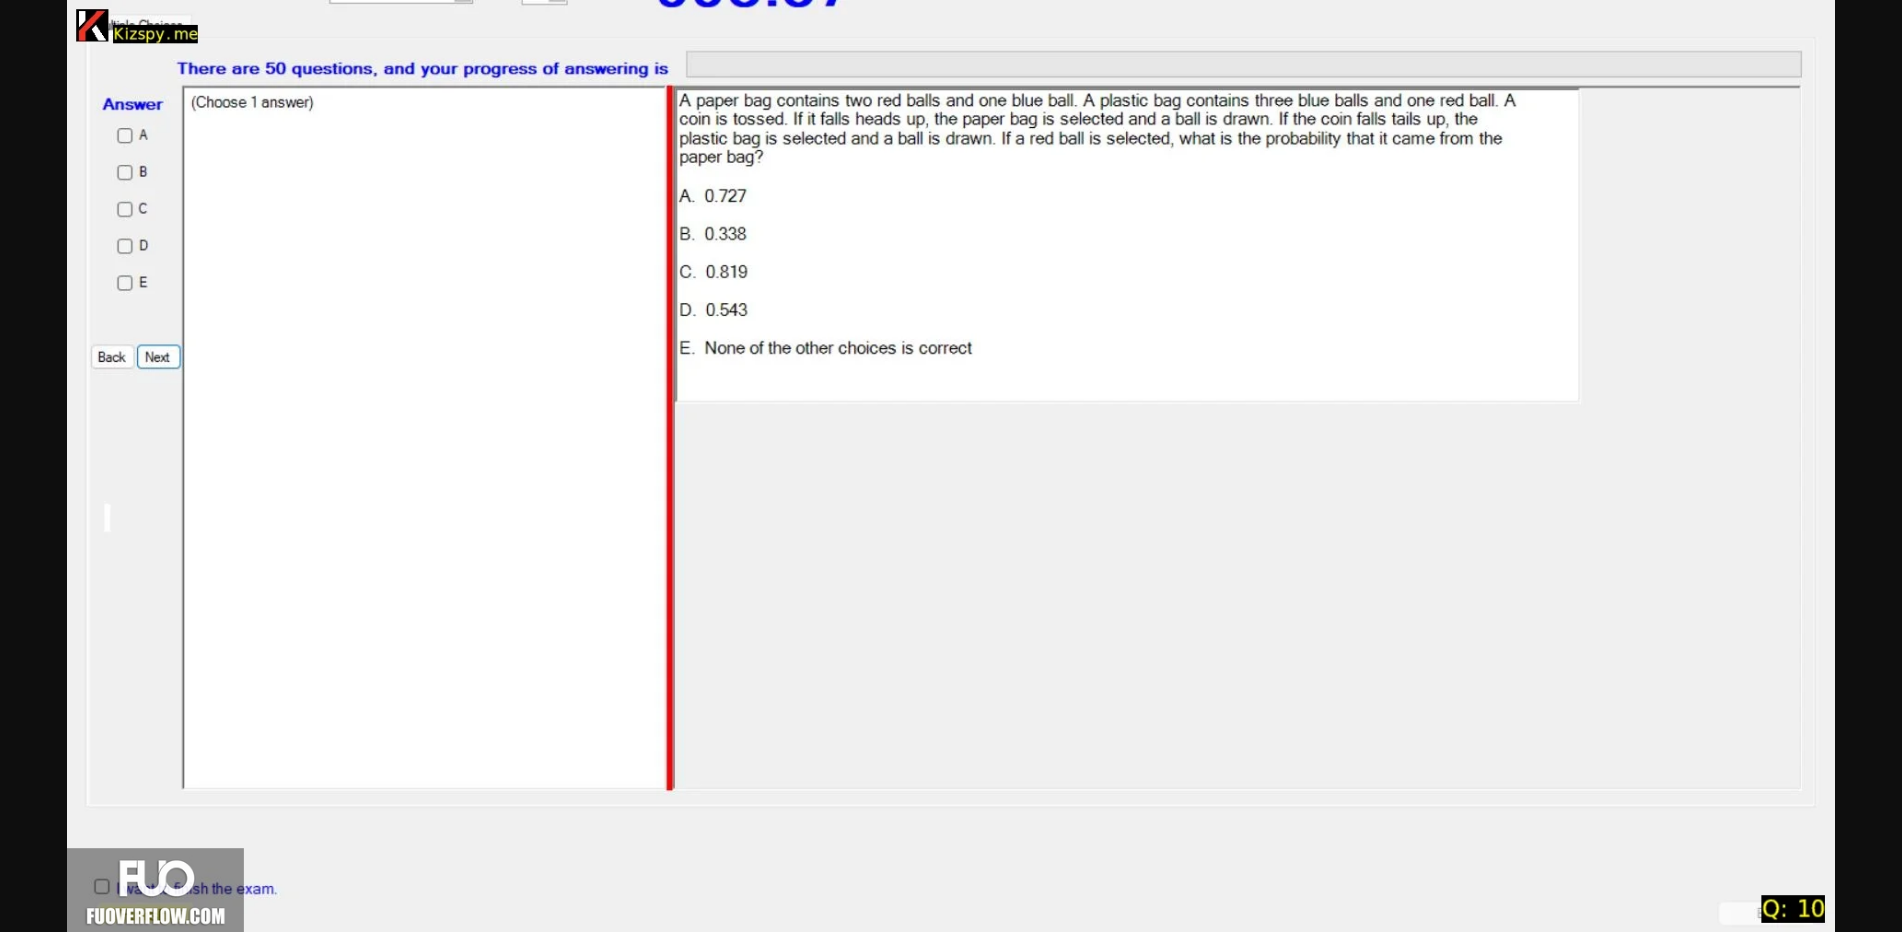 Kizspy.me
There are 50 questions, and your progress of answering is
Answer
(Choose 1 answer)
A
B
C
D
E
Back Next
A paper bag contains two red balls and one blue ball. A plastic bag contains three blue balls and one red ball. A
coin is tossed. If it falls heads up, the paper bag is selected and a ball is drawn. If the coin falls tails up, the
plastic bag is selected and a ball is drawn. If a red ball is selected, what is the probability that it came from the
paper bag?
A. 0.727
B. 0.338
C. 0.819
D. 0.543
E. None of the other choices is correct
FUO
the exam.
FUOVERFLOW.COM
Q: 10